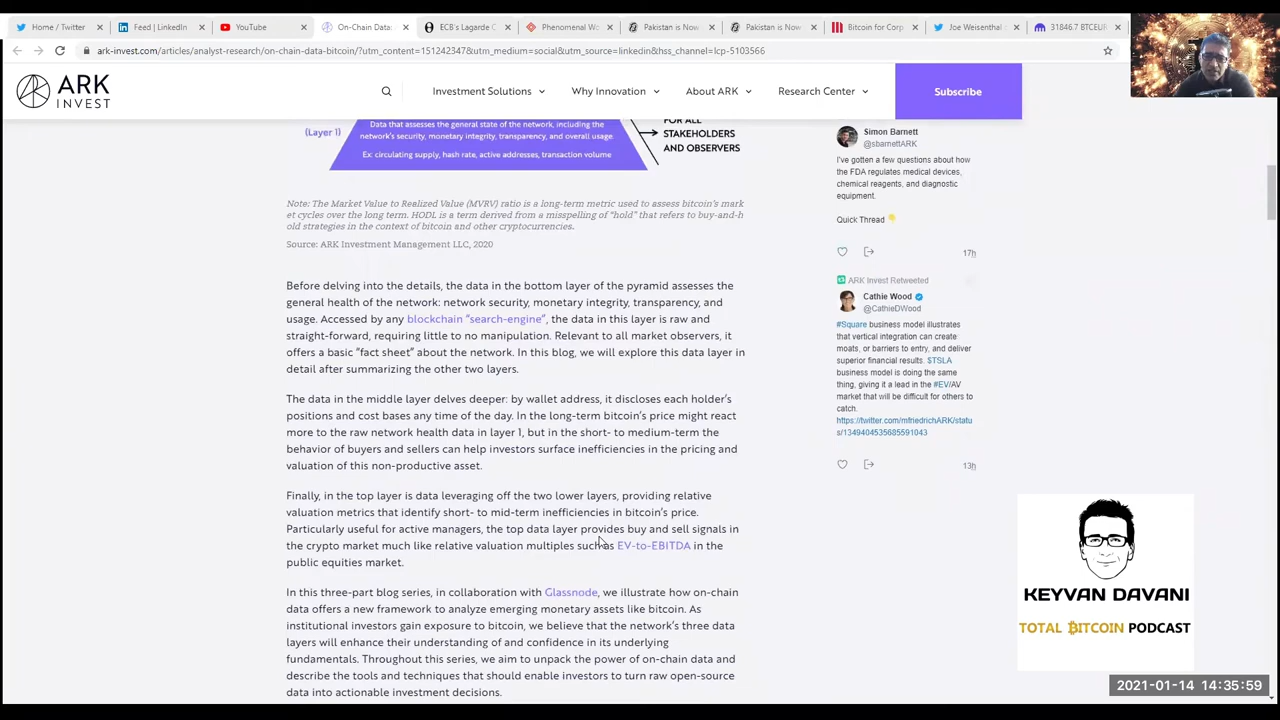 Home / Twitter
Feed | LinkedIn
YouTube
On-Chain Data:
ECB's Lagarde C
Phenomenal Wo
Pakistan is Now
Pakistan is Now
Bitcoin for Corp
Joe Weisenthal
31846.7 BTCEUR
ark-invest.com/articles/analyst-research/on-chain-data-bitcoin/?utm_content=151242347&utm_medium=social&utm_source=linkedin&hss_channel=lcp-5103566
ARK
INVEST
Investment Solutions
Why Innovation
About ARK
Research Center
Subscribe
(Layer 1)
Data that assesses the general state of the network, including the
network's security, monetary integrity, transparency, and overall usage.
Ex: circulating supply, hash rate, active addresses, transaction volume
FOR ALL
STAKEHOLDERS
AND OBSERVERS
Note: The Market Value to Realized Value (MVRV) ratio is a long-term metric used to assess bitcoin's mark
et cycles over the long term. HODL is a term derived from a misspelling of "hold" that refers to buy-and-h
old strategies in the context of bitcoin and other cryptocurrencies.
Source: ARK Investment Management LLC, 2020
Before delving into the details, the data in the bottom layer of the pyramid assesses the
general health of the network: network security, monetary integrity, transparency, and
usage. Accessed by any blockchain "search-engine", the data in this layer is raw and
straight-forward, requiring little to no manipulation. Relevant to all market observers, it
offers a basic "fact sheet" about the network. In this blog, we will explore this data layer in
detail after summarizing the other two layers.
The data in the middle layer delves deeper: by wallet address, it discloses each holder's
positions and cost bases any time of the day. In the long-term bitcoin's price might react
more to the raw network health data in layer 1, but in the short- to medium-term the
behavior of buyers and sellers can help investors surface inefficiencies in the pricing and
valuation of this non-productive asset.
Finally, in the top layer is data leveraging off the two lower layers, providing relative
valuation metrics that identify short- to mid-term inefficiencies in bitcoin's price.
Particularly useful for active managers, the top data layer provides buy and sell signals in
the crypto market much like relative valuation multiples such as EV-to-EBITDA in the
public equities market.
In this three-part blog series, in collaboration with Glassnode, we illustrate how on-chain
data offers a new framework to analyze emerging monetary assets like bitcoin. As
institutional investors gain exposure to bitcoin, we believe that the network's three data
layers will enhance their understanding of and confidence in its underlying
fundamentals. Throughout this series, we aim to unpack the power of on-chain data and
describe the tools and techniques that should enable investors to turn raw open-source
data into actionable investment decisions.
Simon Barnett
@sbarnettARK
I've gotten a few questions about how
the FDA regulates medical devices,
chemical reagents, and diagnostic
equipment.
Quick Thread
17h
ARK Invest Retweeted
Cathie Wood
@CathieDWood
#Square business model illustrates
that vertical integration can create
moats, or barriers to entry, and deliver
superior financial results. $TSLA
business model is doing the same
thing, giving it a lead in the #EV/AV
market that will be difficult for others to
catch.
https://twitter.com/mfriedrichARK/statu
s/1349404535685591043
13h
KEYVAN DAVANI
TOTAL BITCOIN PODCAST
2021-01-14 14:35:59